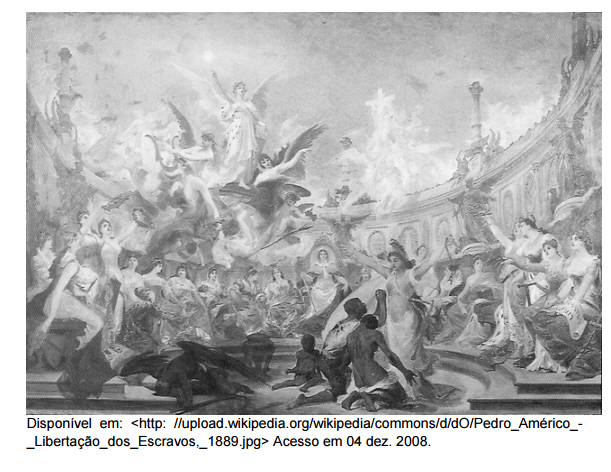 Disponível em: <http: //upload.wikipedia.org/wikipedia/commons/d/dO/Pedro_Américo_-
_Libertação_dos_Escravos,_1889.jpg> Acesso em 04 dez. 2008.